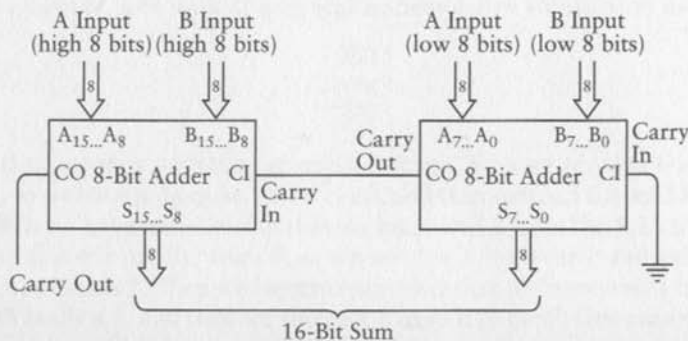 A Input
(high 8 bits)
B Input
(high 8 bits)
A Input
(low 8 bits)
B Input
(low 8 bits)
8
8
8
8
A15...A8
B15...B8
CO 8-Bit Adder CI
S15...S8
Carry
In
Carry
Out
A7...A0
B7...B0
CO 8-Bit Adder CI
S7...S0
Carry
In
8
8
Carry Out
16-Bit Sum